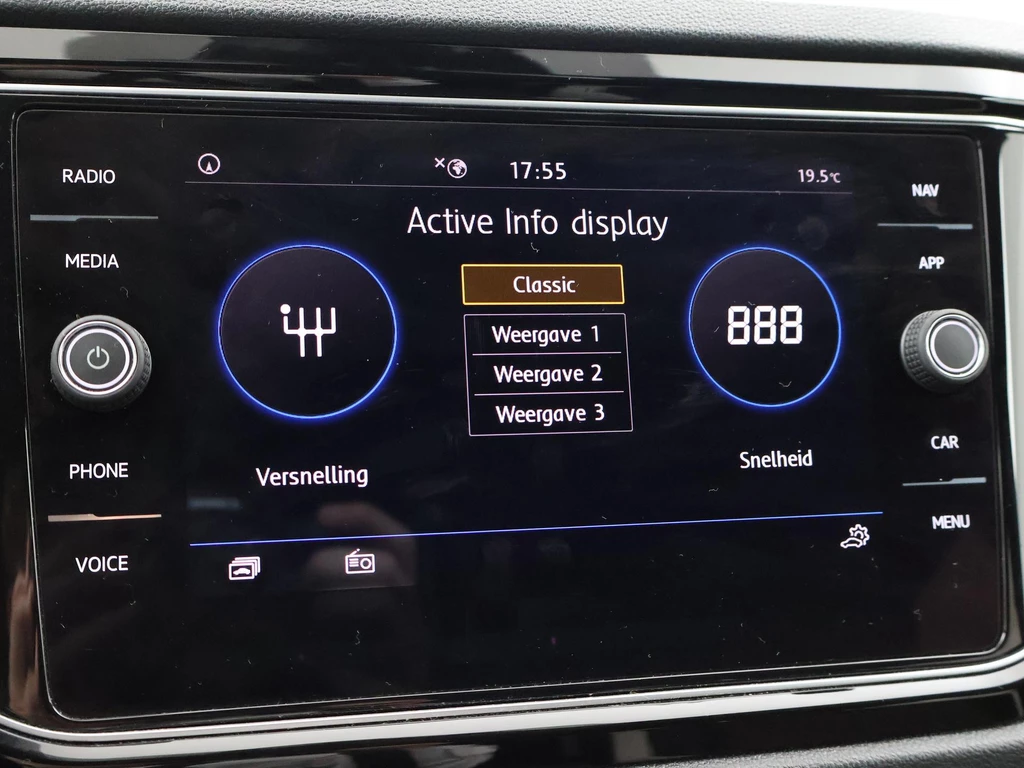 17:55
19.5°C
RADIO
MEDIA
PHONE
VOICE
Active Info display
Classic
Weergave 1
Weergave 2
Weergave 3
888
Versnelling
Snelheid
NAV
APP
CAR
MENU